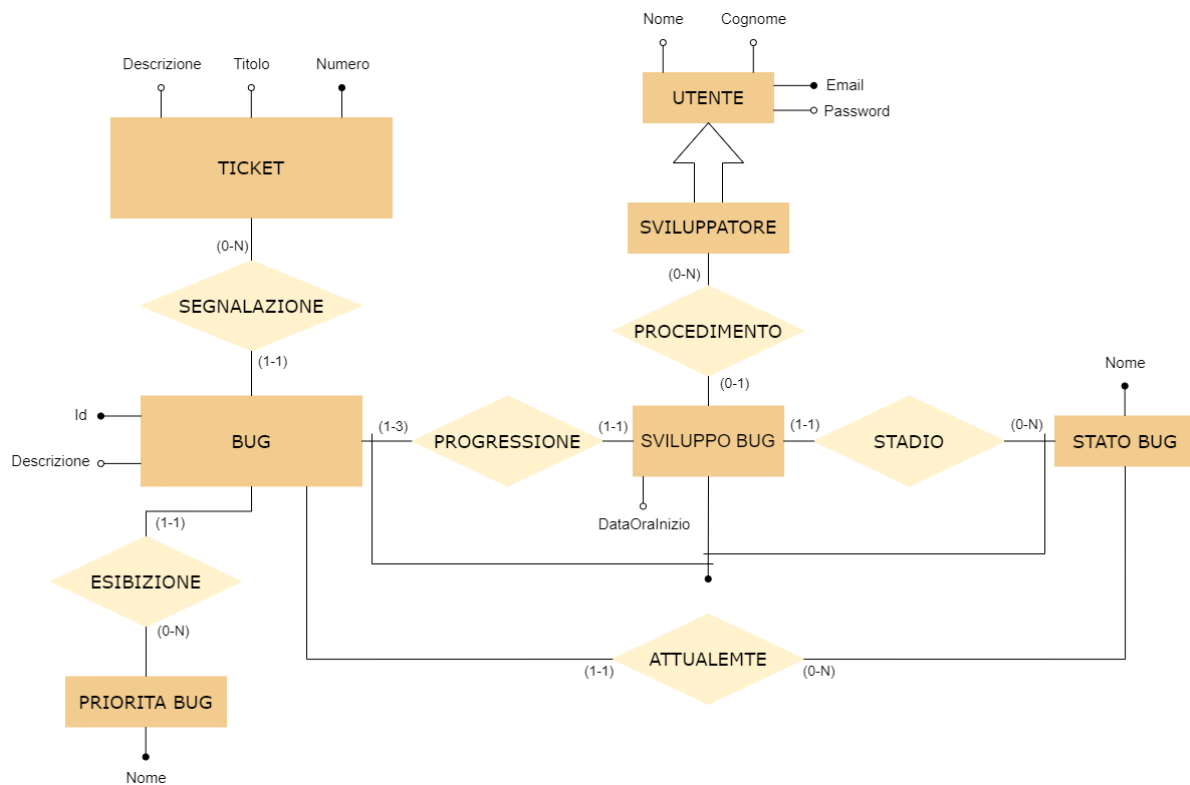 Nome
Cognome
Descrizione
Titolo
Numero
Email
UTENTE
Password
TICKET
SVILUPPATORE
(0-N)
(0-N)
SEGNALAZIONE
PROCEDIMENTO
(1-1)
(0-1)
Nome
Id
(1-3)
(1-1)
(1-1)
(0-N)
BUG
PROGRESSIONE
SVILUPPO BUG
STADIO
STATO BUG
Descrizione
DataOraInizio
(1-1)
ESIBIZIONE
(0-N)
ATTUALEMTE
(1-1)
(0-N)
PRIORITA BUG
Nome